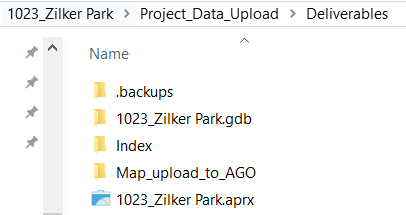 1023_Zilker Park > Project_Data_Upload > Deliverables
Name
.backups
1023_Zilker Park.gdb
Index
Map_upload_to_AGO
1023_Zilker Park.aprx